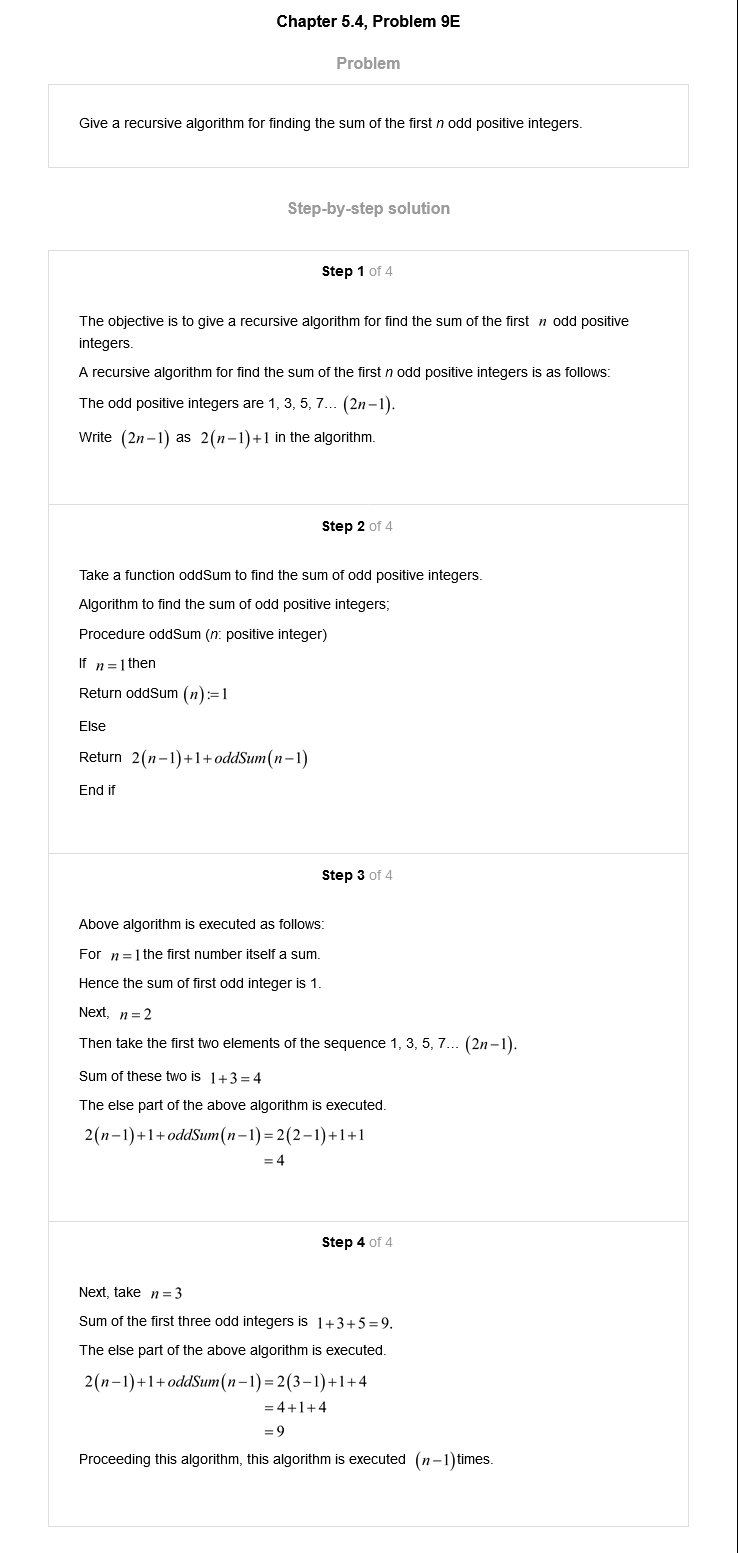 Chapter 5.4, Problem 9E
Problem
Give a recursive algorithm for finding the sum of the first n odd positive integers.
Step-by-step solution
Step 1 of 4
The objective is to give a recursive algorithm for find the sum of the first n odd positive
integers.
A recursive algorithm for find the sum of the first n odd positive integers is as follows:
The odd positive integers are 1, 3, 5, 7... (2n−1).
Write (2n−1) as 2(n−1)+1 in the algorithm.
Step 2 of 4
Take a function oddSum to find the sum of odd positive integers.
Algorithm to find the sum of odd positive integers;
Procedure oddSum (n: positive integer)
If n=1 then
Return oddSum (n):=1
Else
Return 2(n−1)+1+oddSum(n−1)
End if
Step 3 of 4
Above algorithm is executed as follows:
For n=1 the first number itself a sum.
Hence the sum of first odd integer is 1.
Next, n=2
Then take the first two elements of the sequence 1, 3, 5, 7... (2n−1).
Sum of these two is 1+3=4
The else part of the above algorithm is executed.
2(n−1)+1+oddSum(n−1)=2(2−1)+1+1
=4
Step 4 of 4
Next, take n=3
Sum of the first three odd integers is 1+3+5=9.
The else part of the above algorithm is executed.
2(n−1)+1+oddSum(n−1)=2(3−1)+1+4
=4+1+4
=9
Proceeding this algorithm, this algorithm is executed (n−1)times.